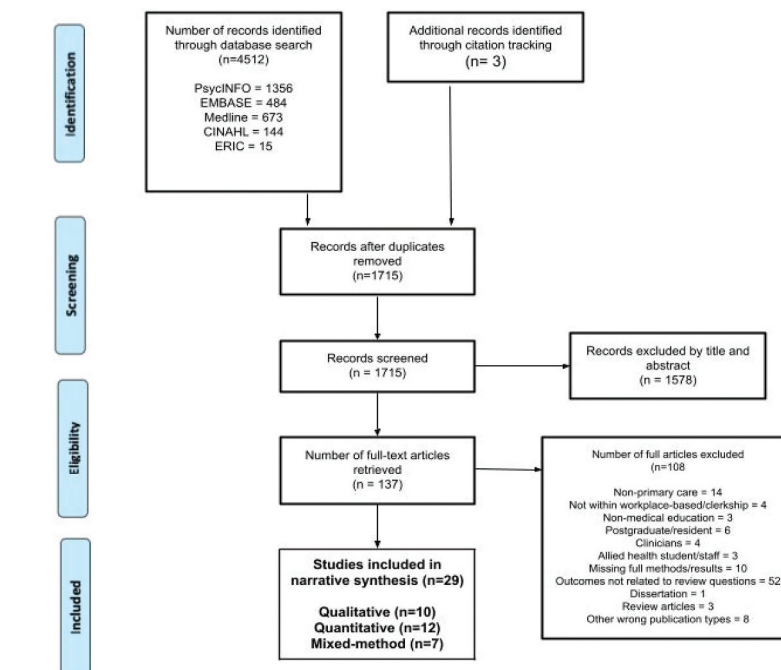 Identification
Number of records identified
through database search
(n=4512)
PsycINFO = 1356
EMBASE = 484
Medline = 673
CINAHL = 144
ERIC = 15
Additional records identified
through citation tracking
(n= 3)
Screening
Records after duplicates
removed
(n=1715)
Records screened
(n = 1715)
Records excluded by title and
abstract
(n = 1578)
Eligibility
Number of full-text articles
retrieved
(n = 137)
Number of full articles excluded
(n=108
Non-primary care = 14
Not within workplace-based/clerkship = 4
Non-medical education = 3
Postgraduate/resident = 6
Clinicians = 4
Allied health student/staff = 3
Missing full methods/results = 10
Outcomes not related to review questions = 52
Dissertation = 1
Review articles = 3
Other wrong publication types = 8
Included
Studies included in
narrative synthesis (n=29)
Qualitative (n=10)
Quantitative (n=12)
Mixed-method (n=7)